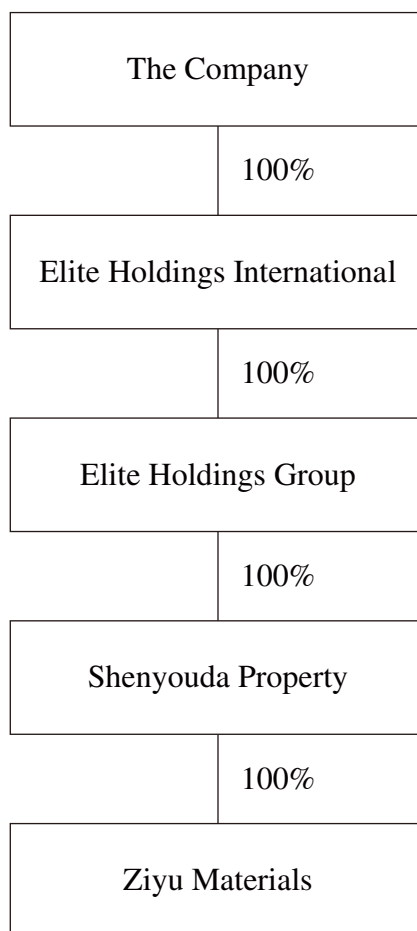 The Company
100%
Elite Holdings International
100%
Elite Holdings Group
100%
Shenyouda Property
100%
Ziyu Materials